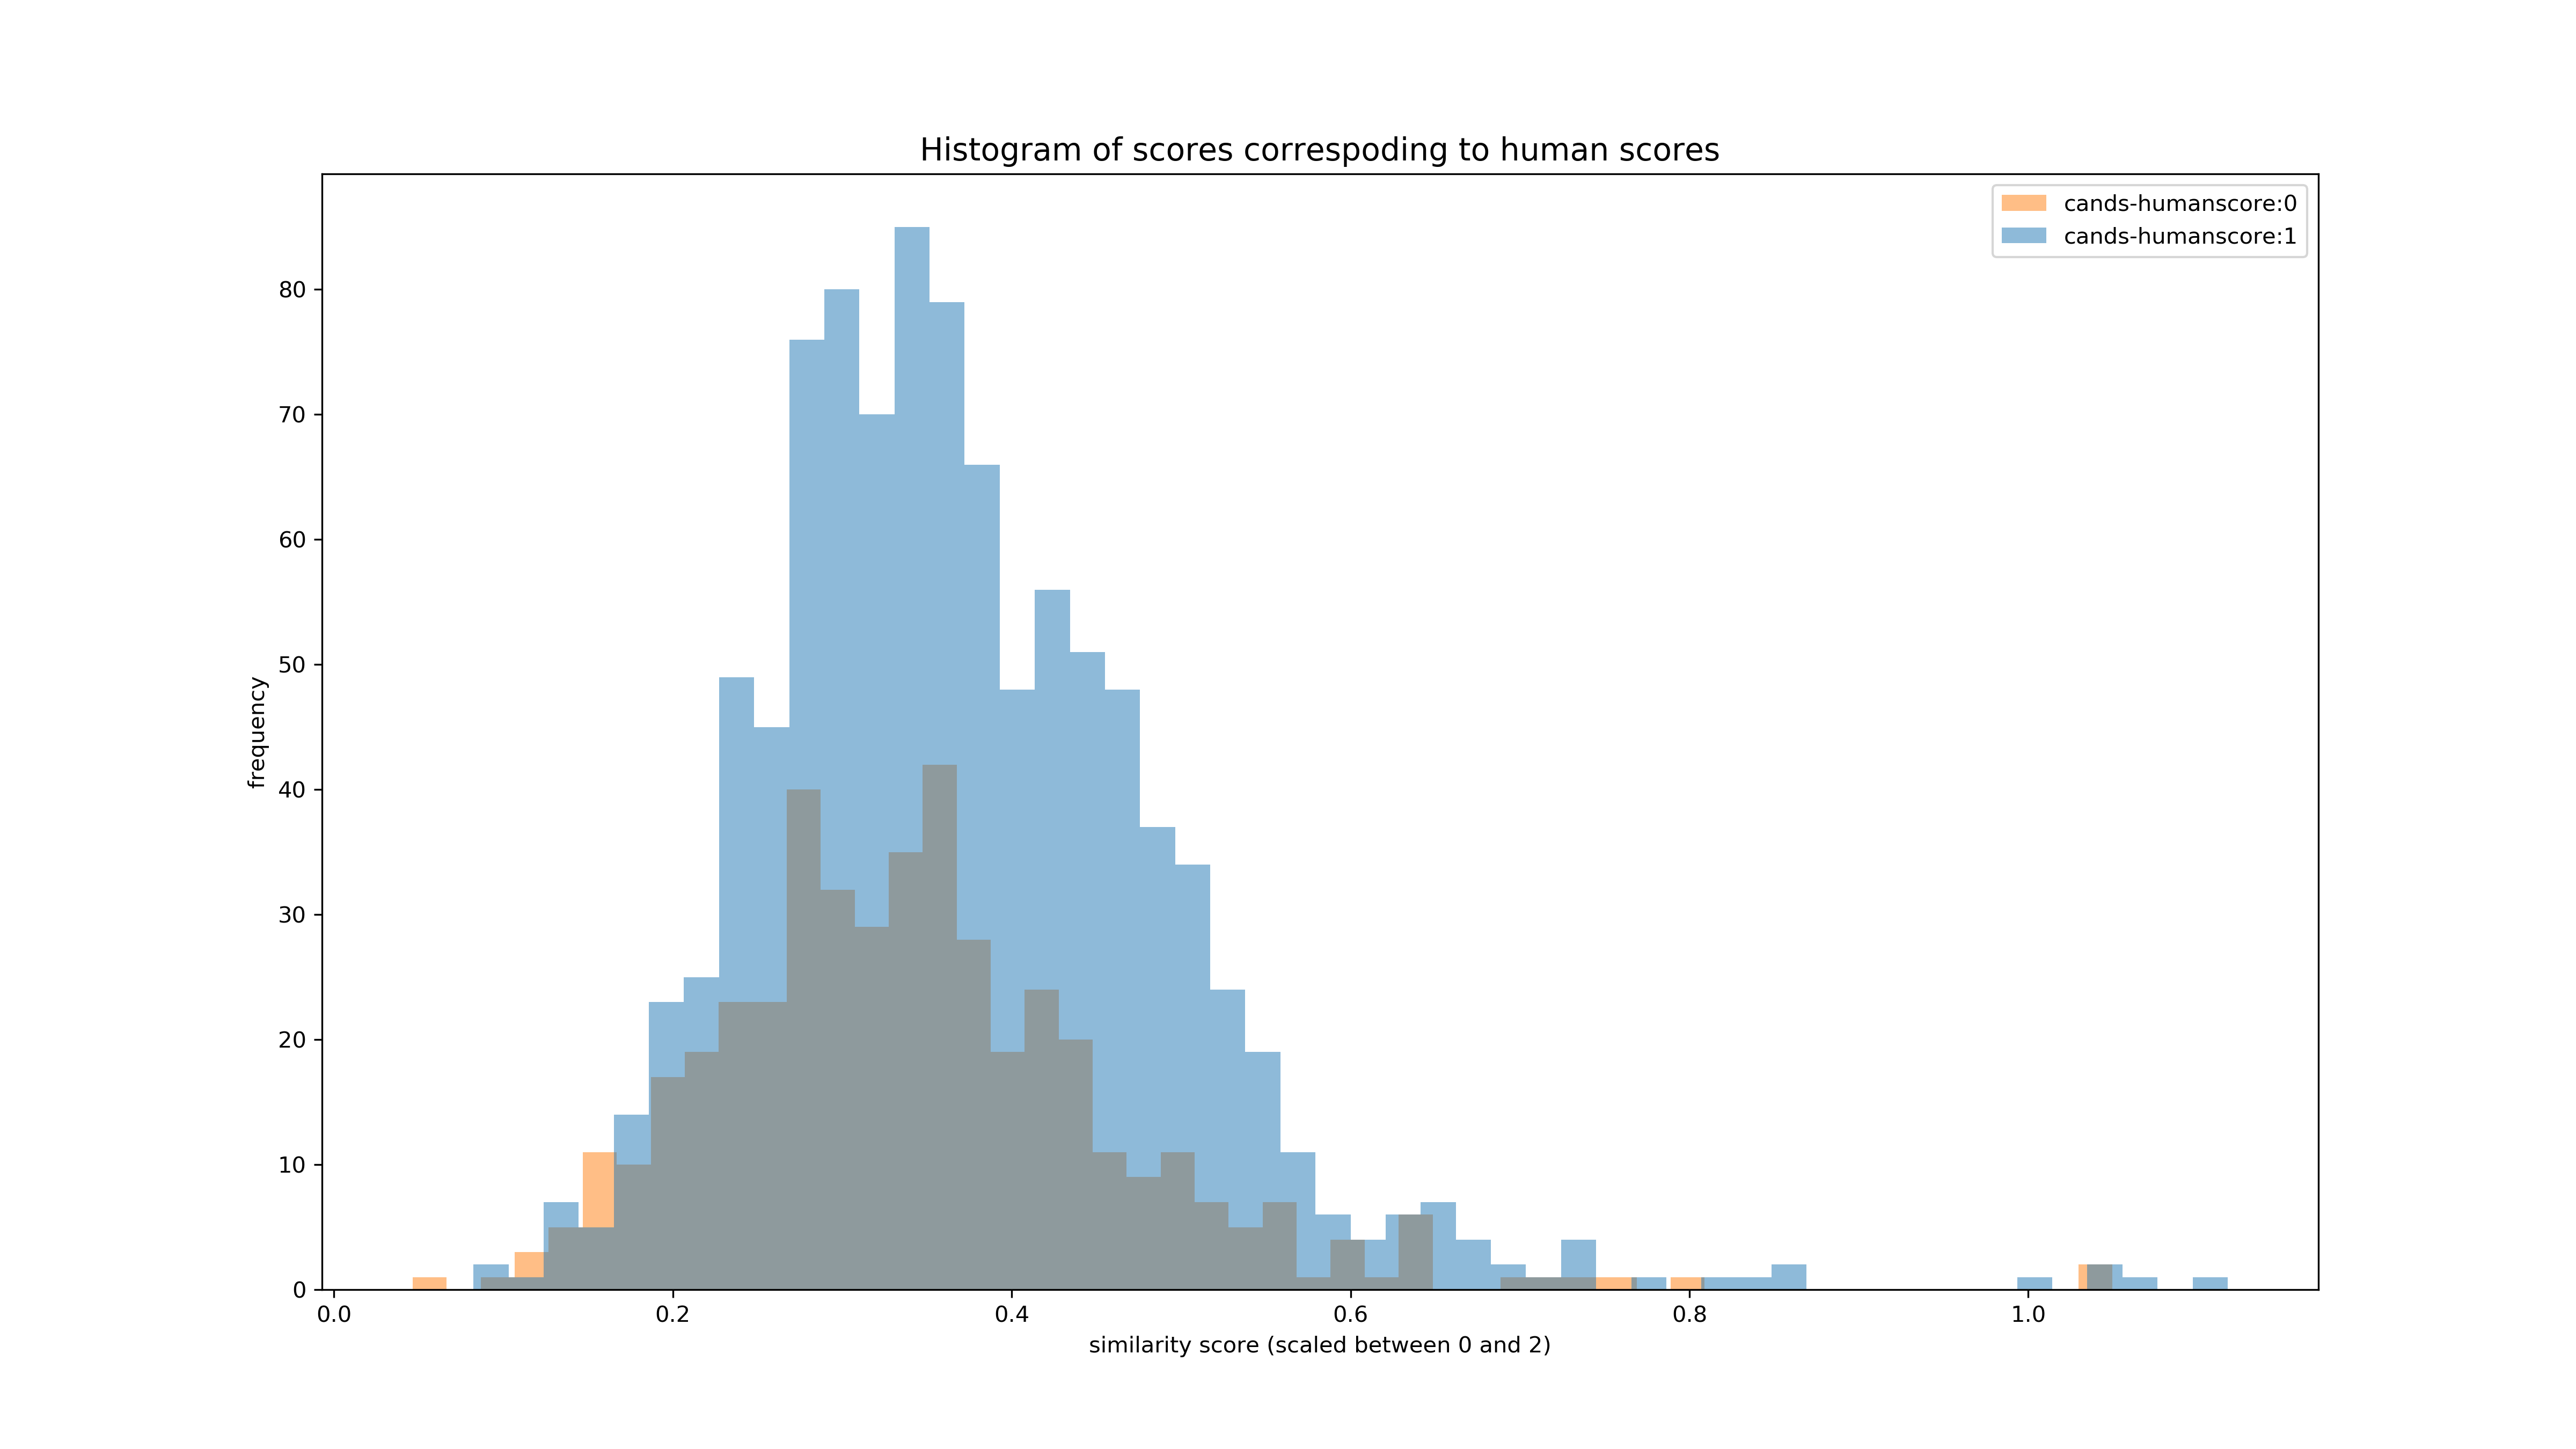 Histogram of scores correspoding to human scores
cands-humanscore:0
cands-humanscore:1
80
70
60
50
40
30
20
10
0
frequency
0.0 0.2 0.4 0.6 0.8 1.0
similarity score (scaled between 0 and 2)